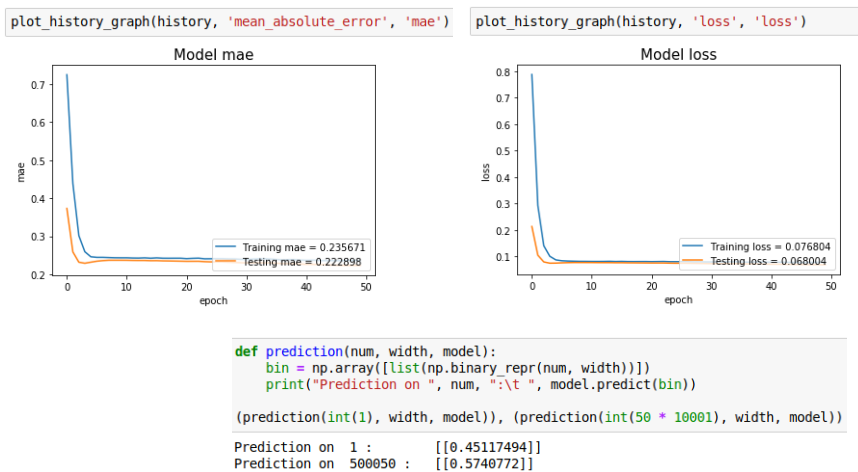 plot_history_graph(history, 'mean_absolute_error', 'mae')
Model mae
0.7
0.6
0.5
0.4
0.3
0.2
mae
0
10
20
30
40
50
epoch
Training mae = 0.235671
Testing mae = 0.222898
plot_history_graph(history, 'loss', 'loss')
Model loss
0.8
0.7
0.6
0.5
0.4
0.3
0.2
0.1
loss
0
10
20
30
40
50
epoch
Training loss = 0.076804
Testing loss = 0.068004
def prediction(num, width, model):
    bin = np.array([list(np.binary_repr(num, width))])
    print("Prediction on ", num, ":\t ", model.predict(bin))
(prediction(int(1), width, model)), (prediction(int(50 * 10001), width, model))
Prediction on  1 :        [[0.45117494]]
Prediction on  500050 :   [[0.5740772]]